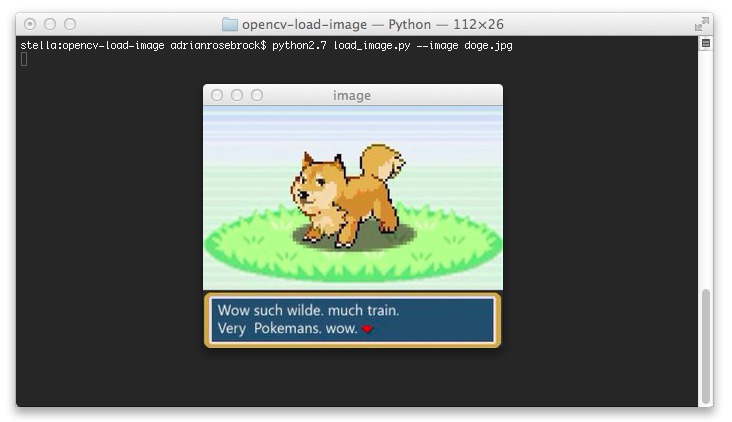 opencv-load-image — Python — 112×26
stella:opencv-load-image adrianrosebrock$ python2.7 load_image.py --image doge.jpg
image
Wow such wilde. much train.
Very  Pokemans. wow.